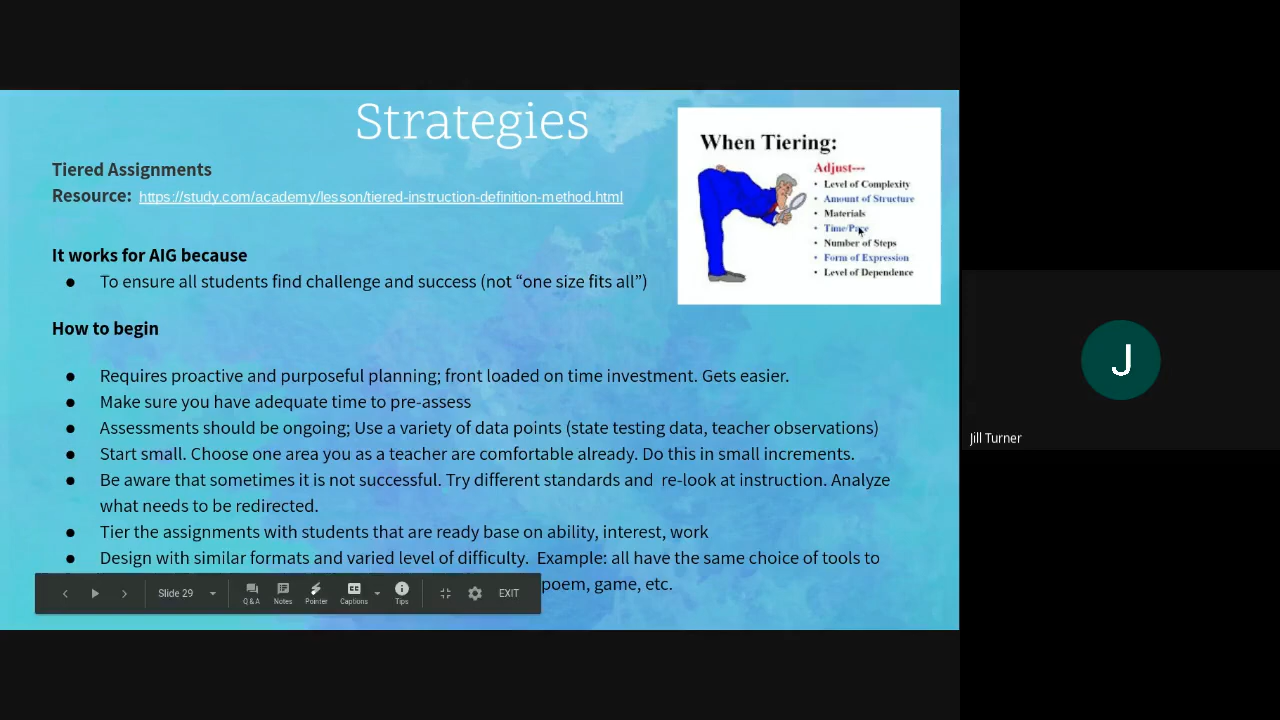 Strategies
Tiered Assignments
Resource: https://study.com/academy/lesson/tiered-instruction-definition-method.html
It works for AIG because
● To ensure all students find challenge and success (not “one size fits all”)
How to begin
● Requires proactive and purposeful planning; front loaded on time investment. Gets easier.
● Make sure you have adequate time to pre-assess
● Assessments should be ongoing; Use a variety of data points (state testing data, teacher observations)
● Start small. Choose one area you as a teacher are comfortable already. Do this in small increments.
● Be aware that sometimes it is not successful. Try different standards and re-look at instruction. Analyze
what needs to be redirected.
● Tier the assignments with students that are ready base on ability, interest, work
● Design with similar formats and varied level of difficulty. Example: all have the same choice of tools to
poem, game, etc.
When Tiering:
Adjust---
• Level of Complexity
• Amount of Structure
• Materials
• Time/Pace
• Number of Steps
• Form of Expression
• Level of Dependence
Slide 29
Q & A
Notes
Pointer
CC
Captions
Tips
EXIT
J
Jill Turner